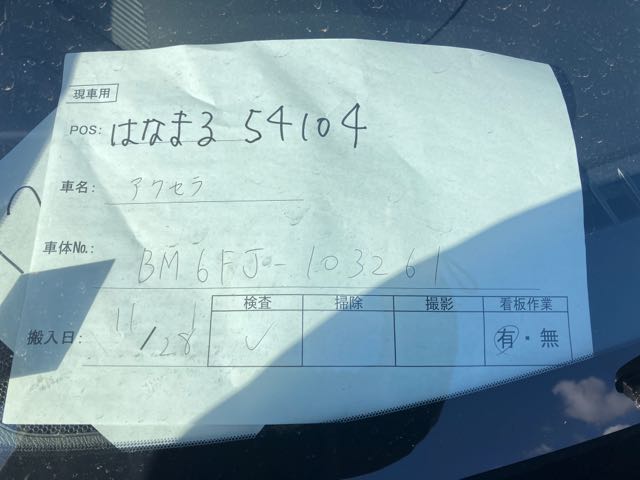 現車用
POS: はなまる 54104
車名: アクセラ
車体No.: BM6FJ-103261
検査 掃除 撮影 看板作業
搬入日: 11/28 ✓ 有・無